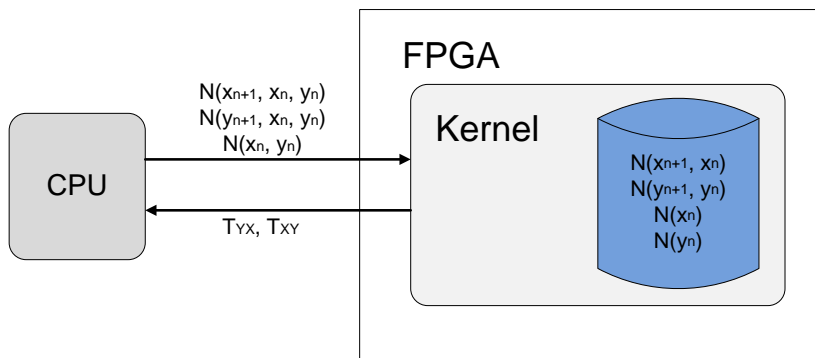 FPGA
N(xn+1, xn, yn)
N(yn+1, xn, yn)
N(xn, yn)
Kernel
CPU
N(xn+1, xn)
N(yn+1, yn)
N(xn)
N(yn)
TYX, TXY